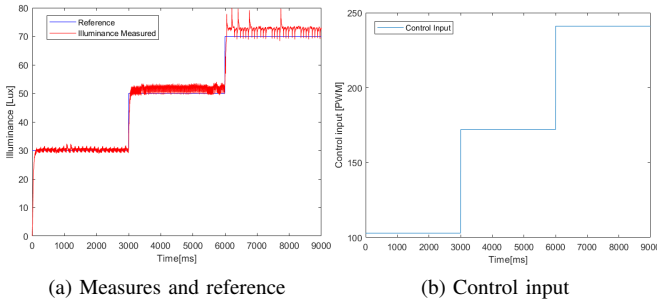 Reference
Illuminance Measured
80
70
60
50
40
30
20
10
0
Illuminance [Lux]
0 1000 2000 3000 4000 5000 6000 7000 8000 9000
Time[ms]
(a) Measures and reference
Control Input
250
200
150
100
Control input [PWM]
0 1000 2000 3000 4000 5000 6000 7000 8000 9000
Time[ms]
(b) Control input